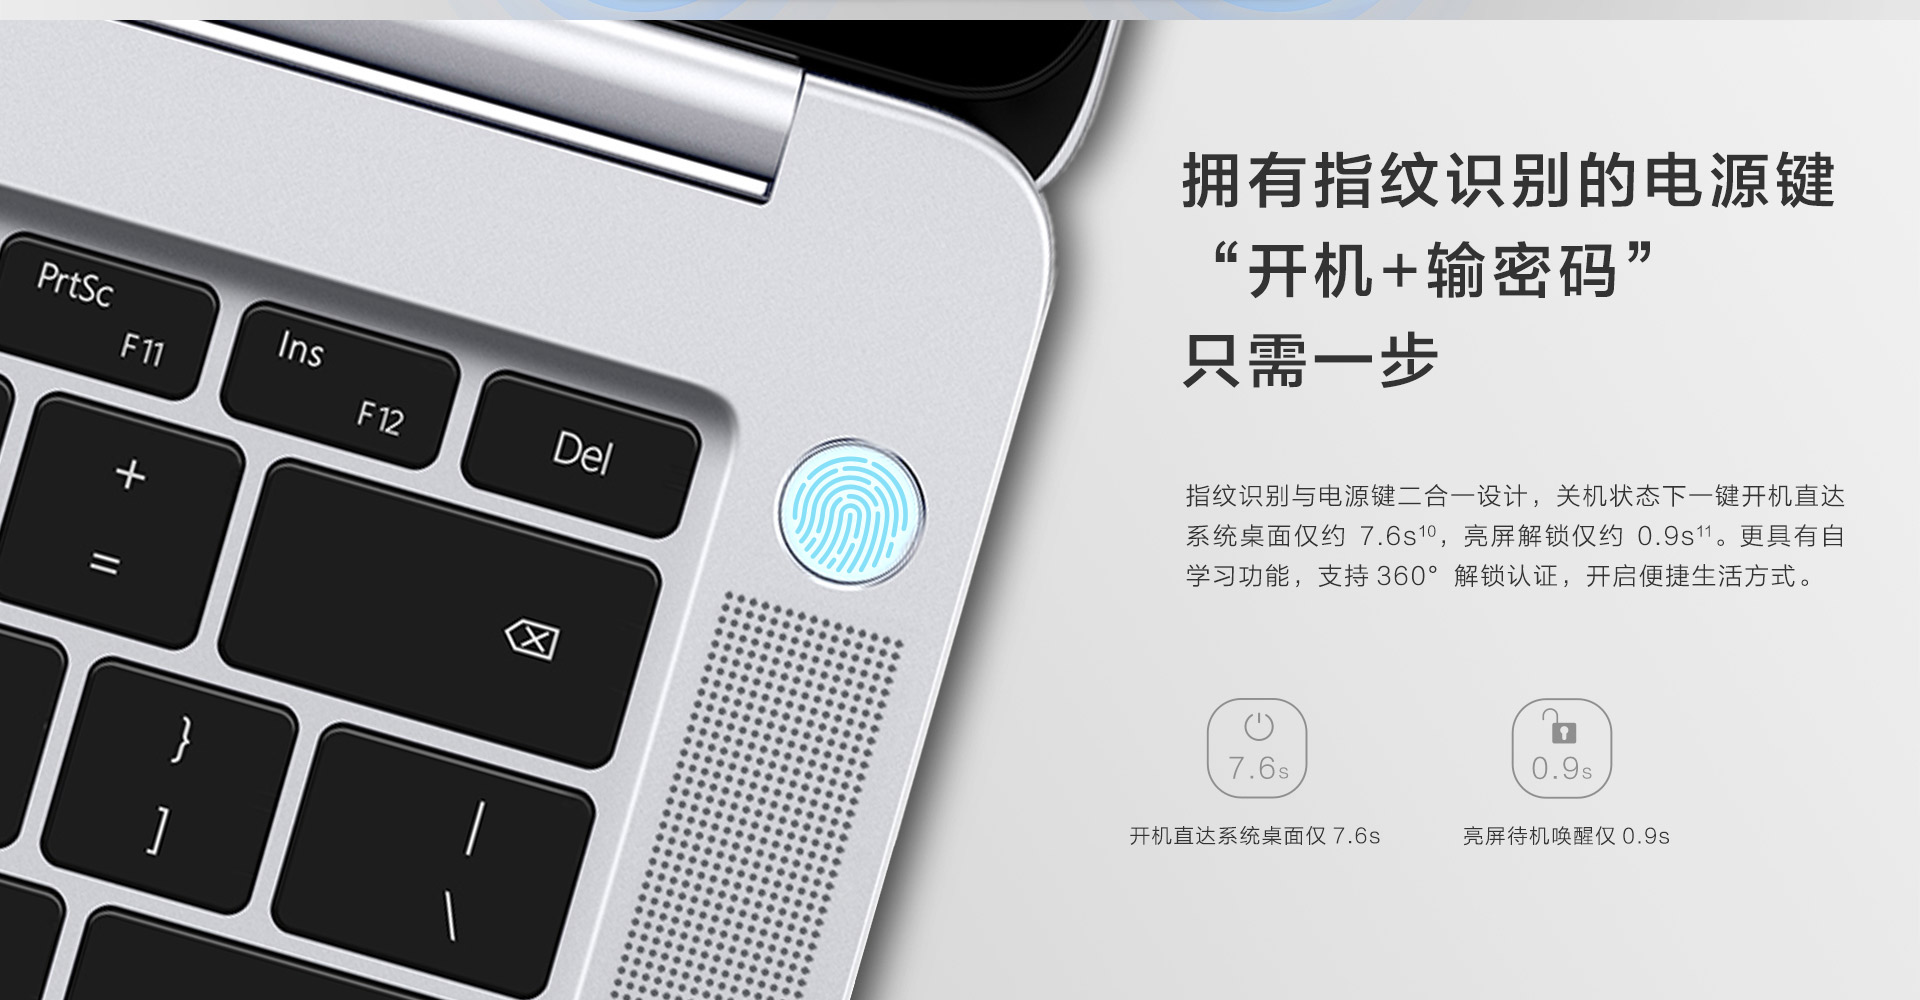 拥有指纹识别的电源键
“开机+输密码”
只需一步
指纹识别与电源键二合一设计，关机状态下一键开机直达
系统桌面仅约 7.6s¹⁰，亮屏解锁仅约 0.9s¹¹。更具有自
学习功能，支持 360° 解锁认证，开启便捷生活方式。
7.6s
0.9s
开机直达系统桌面仅 7.6s
亮屏待机唤醒仅 0.9s
PrtSc
F11
Ins
F12
Del
+
=
}
]
|
\